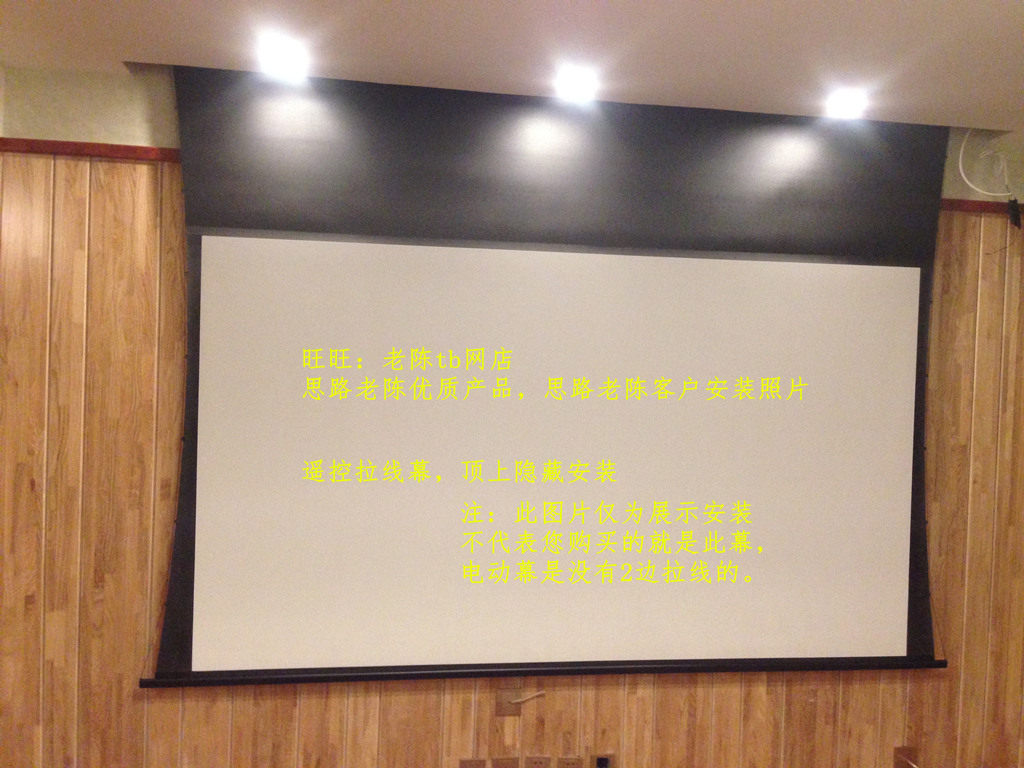 旺旺：老陈tb网店
思路老陈优质产品，思路老陈客户安装照片
遥控拉线幕，顶上隐藏安装
注：此图片仅为展示安装
不代表您购买的就是此幕，
电动幕是没有2边拉线的。